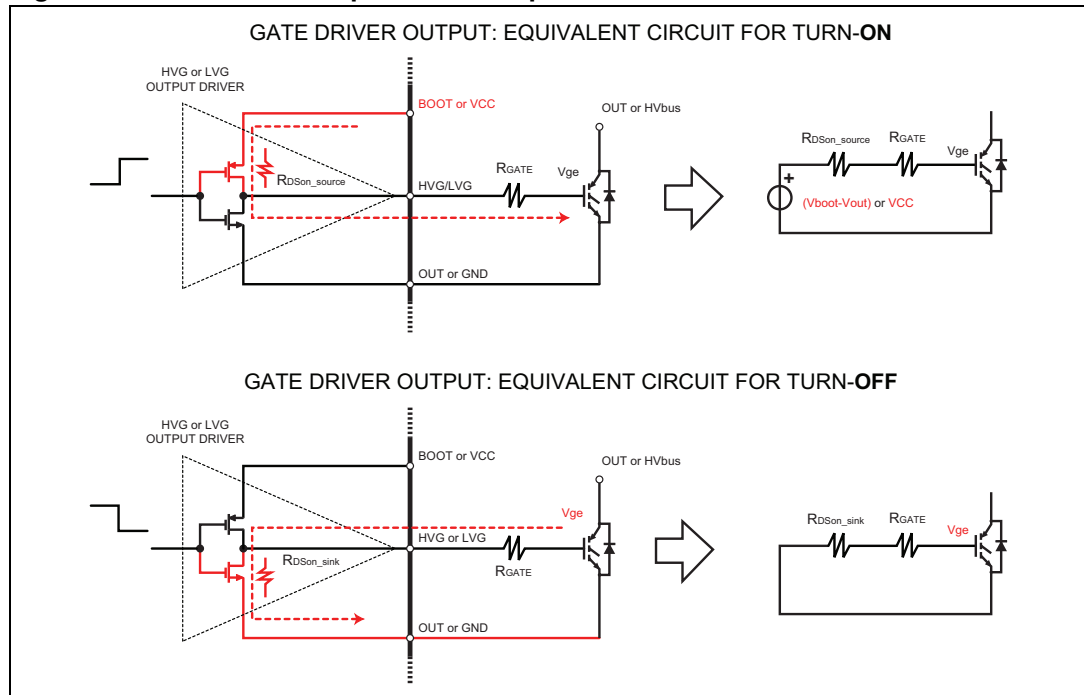 GATE DRIVER OUTPUT: EQUIVALENT CIRCUIT FOR TURN-ON
HVG or LVG
OUTPUT DRIVER
BOOT or VCC
OUT or HVbus
RDSon_source
HVG/LVG
RGATE
Vge
OUT or GND
RDSon_source
RGATE
Vge
+
(Vboot-Vout) or VCC
GATE DRIVER OUTPUT: EQUIVALENT CIRCUIT FOR TURN-OFF
HVG or LVG
OUTPUT DRIVER
BOOT or VCC
OUT or HVbus
Vge
HVG or LVG
RDSon_sink
RGATE
OUT or GND
RDSon_sink
RGATE
Vge